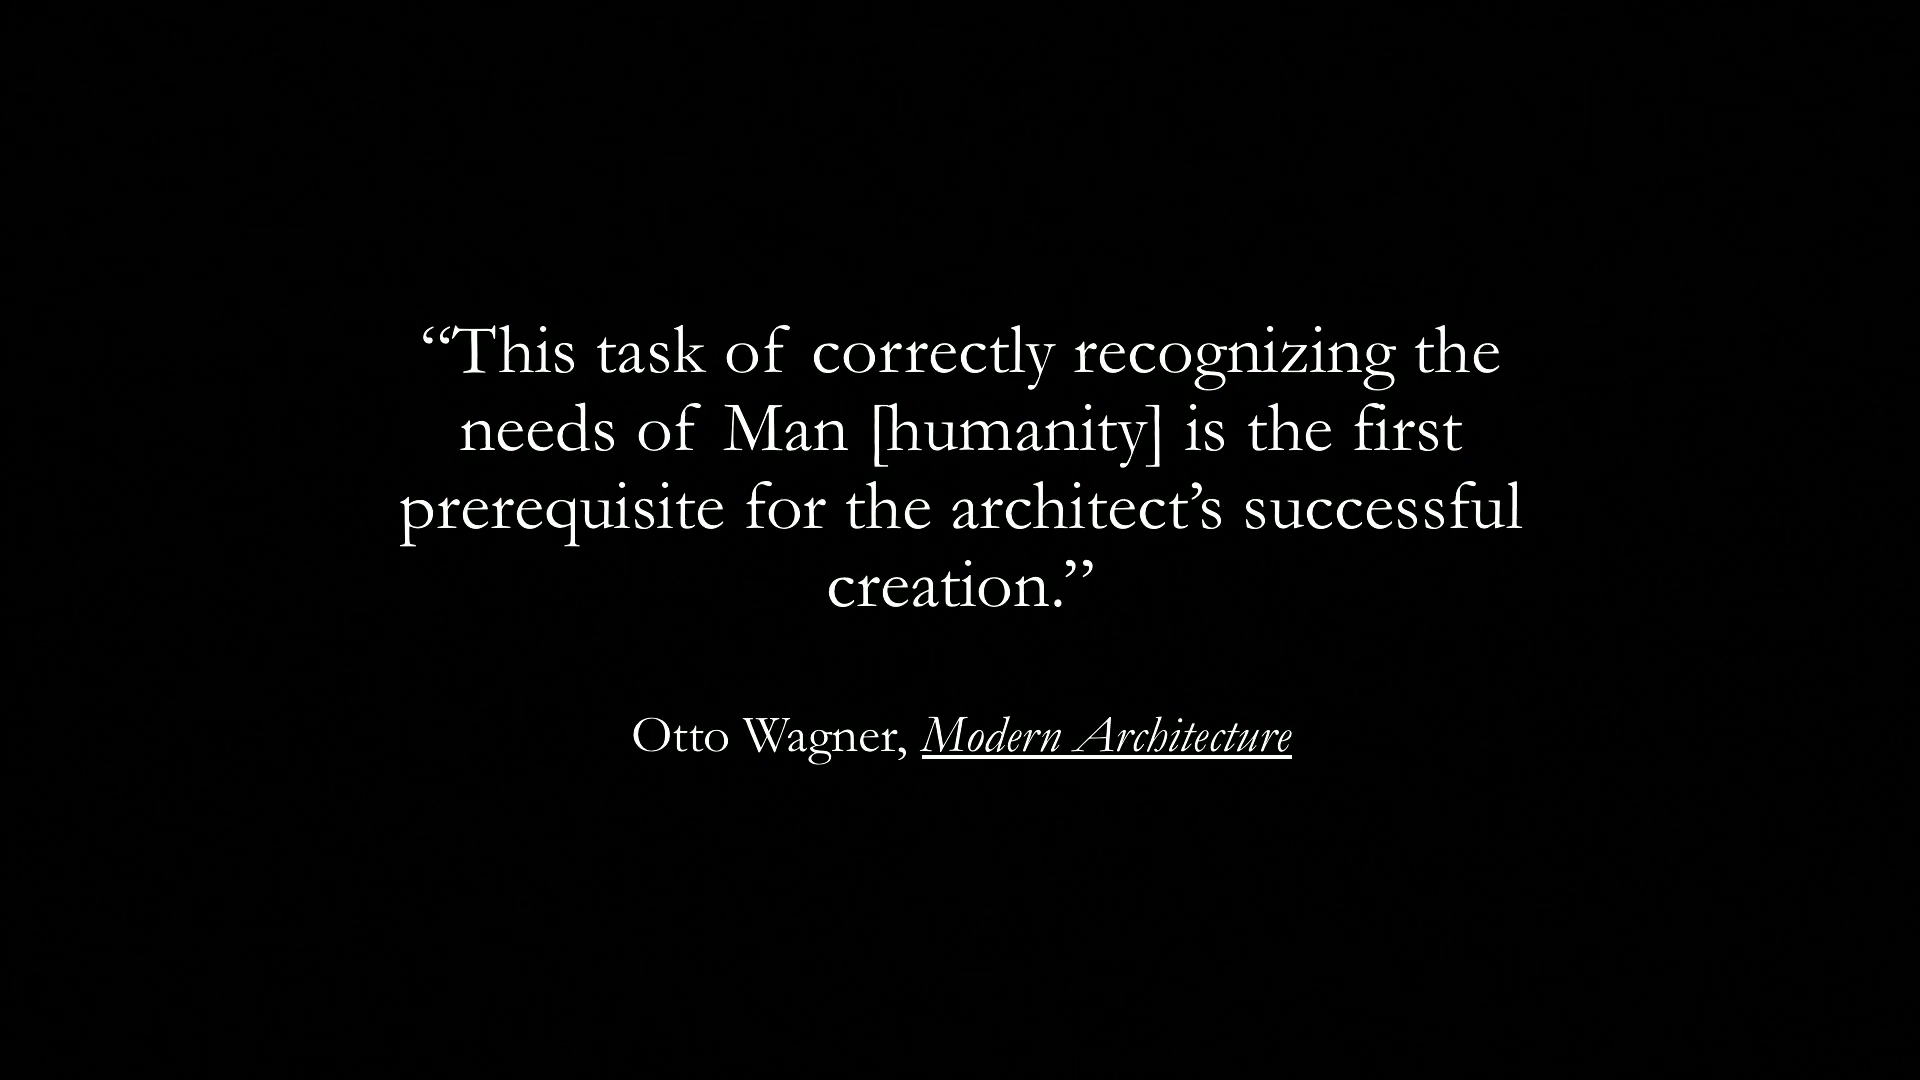 “This task of correctly recognizing the
needs of Man [humanity] is the first
prerequisite for the architect’s successful
creation.”
Otto Wagner, Modern Architecture